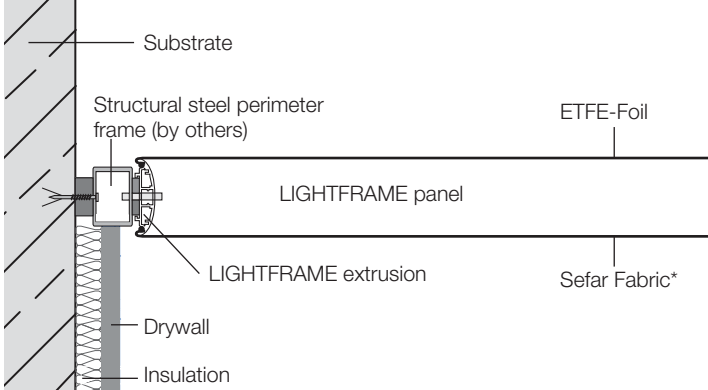 Substrate
Structural steel perimeter
frame (by others)
ETFE-Foil
LIGHTFRAME panel
LIGHTFRAME extrusion
Sefar Fabric*
Drywall
Insulation